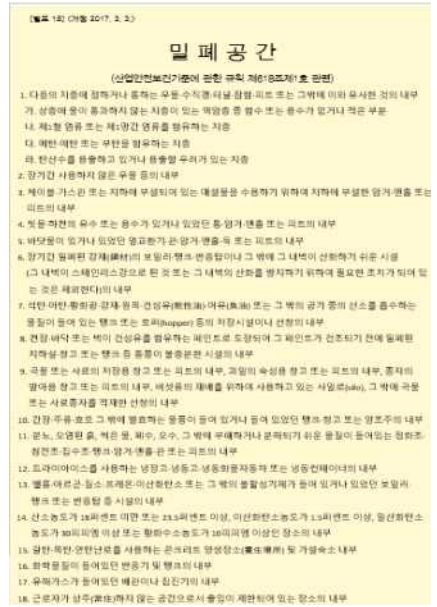 [별표 18] (개정 2017. 3. 3.)
밀폐공간
(산업안전보건기준에 관한 규칙 제618조제1호 관련)
1. 다음의 지층에 접하거나 통하는 우물·수직갱·터널·잠함·피트 또는 그밖에 이와 유사한 것의 내부
가. 상층에 물이 통과하지 않는 지층이 있는 역암층 중 함수 또는 용수가 없거나 적은 부분
나. 제1철 염류 또는 제1망간 염류를 함유하는 지층
다. 메탄·에탄 또는 부탄을 함유하는 지층
라. 탄산수를 용출하고 있거나 용출할 우려가 있는 지층
2. 장기간 사용하지 않은 우물 등의 내부
3. 케이블·가스관 또는 지하에 부설되어 있는 매설물을 수용하기 위하여 지하에 부설한 암거·맨홀 또는
피트의 내부
4. 빗물·하천의 유수 또는 용수가 있거나 있었던 통·암거·맨홀 또는 피트의 내부
5. 바닷물이 있거나 있었던 열교환기·관·암거·맨홀·둑 또는 피트의 내부
6. 장기간 밀폐된 강재(鋼材)의 보일러·탱크·반응탑이나 그 밖에 그 내벽이 산화하기 쉬운 시설
(그 내벽이 스테인리스강으로 된 것 또는 그 내벽의 산화를 방지하기 위하여 필요한 조치가 되어 있
는 것은 제외한다)의 내부
7. 석탄·아탄·황화광·강재·원목·건성유(乾性油)·어유(魚油) 또는 그 밖의 공기 중의 산소를 흡수하는
물질이 들어 있는 탱크 또는 호퍼(hopper) 등의 저장시설이나 선창의 내부
8. 천장·바닥 또는 벽이 건성유를 함유하는 페인트로 도장되어 그 페인트가 건조되기 전에 밀폐된
지하실·창고 또는 탱크 등 통풍이 불충분한 시설의 내부
9. 곡물 또는 사료의 저장용 창고 또는 피트의 내부, 과일의 숙성용 창고 또는 피트의 내부, 종자의
발아용 창고 또는 피트의 내부, 버섯류의 재배를 위하여 사용하고 있는 사일로(silo), 그 밖에 곡물
또는 사료종자를 적재한 선창의 내부
10. 간장·주류·효모 그 밖에 발효하는 물품이 들어 있거나 들어 있었던 탱크·창고 또는 양조주의 내부
11. 분뇨, 오염된 흙, 썩은 물, 폐수, 오수, 그 밖에 부패하거나 분해되기 쉬운 물질이 들어있는 정화조·
침전조·집수조·탱크·암거·맨홀·관 또는 피트의 내부
12. 드라이아이스를 사용하는 냉장고·냉동고·냉동화물자동차 또는 냉동컨테이너의 내부
13. 헬륨·아르곤·질소·프레온·이산화탄소 또는 그 밖의 불활성기체가 들어 있거나 있었던 보일러·
탱크 또는 반응탑 등 시설의 내부
14. 산소농도가 18퍼센트 미만 또는 23.5퍼센트 이상, 이산화탄소농도가 1.5퍼센트 이상, 일산화탄소
농도가 30피피엠 이상 또는 황화수소농도가 10피피엠 이상인 장소의 내부
15. 갈탄·목탄·연탄난로를 사용하는 콘크리트 양생장소(養生場所) 및 가설숙소 내부
16. 화학물질이 들어있던 반응기 및 탱크의 내부
17. 유해가스가 들어있던 배관이나 집진기의 내부
18. 근로자가 상주(常住)하지 않는 공간으로서 출입이 제한되어 있는 장소의 내부